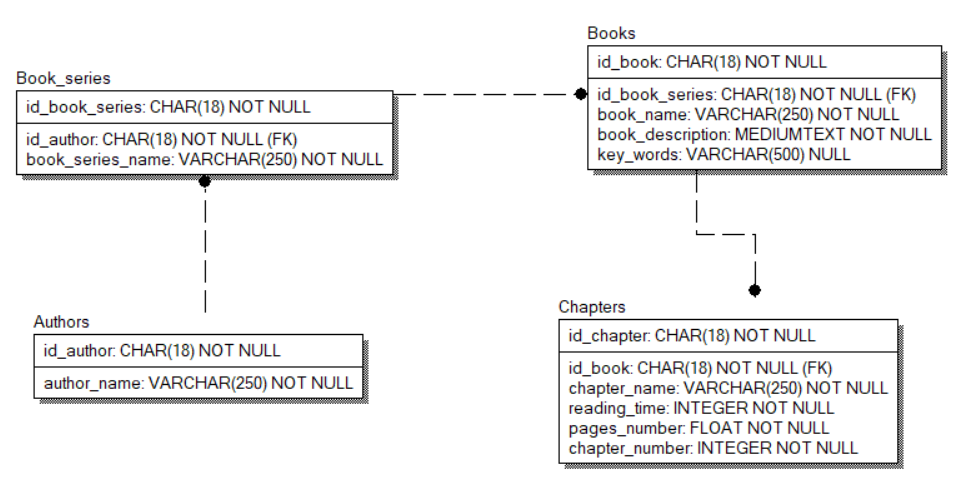 Book_series
id_book_series: CHAR(18) NOT NULL
id_author: CHAR(18) NOT NULL (FK)
book_series_name: VARCHAR(250) NOT NULL
Books
id_book: CHAR(18) NOT NULL
id_book_series: CHAR(18) NOT NULL (FK)
book_name: VARCHAR(250) NOT NULL
book_description: MEDIUMTEXT NOT NULL
key_words: VARCHAR(500) NULL
Authors
id_author: CHAR(18) NOT NULL
author_name: VARCHAR(250) NOT NULL
Chapters
id_chapter: CHAR(18) NOT NULL
id_book: CHAR(18) NOT NULL (FK)
chapter_name: VARCHAR(250) NOT NULL
reading_time: INTEGER NOT NULL
pages_number: FLOAT NOT NULL
chapter_number: INTEGER NOT NULL